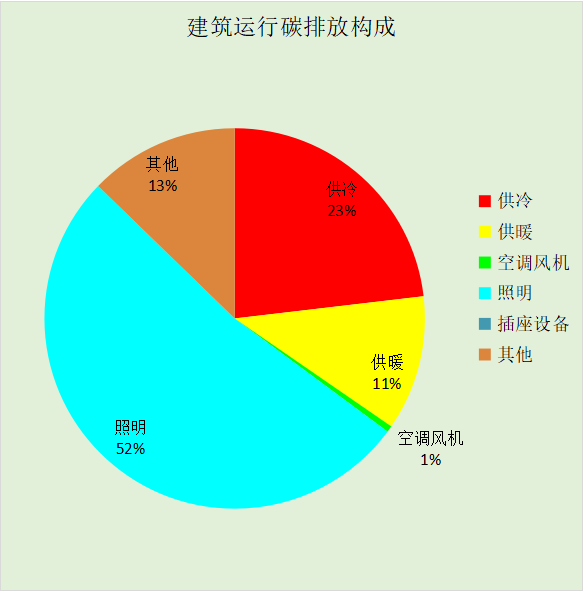 建筑运行碳排放构成
其他
13%
供冷
23%
供暖
11%
照明
52%
空调风机
1%
供冷
供暖
空调风机
照明
插座设备
其他